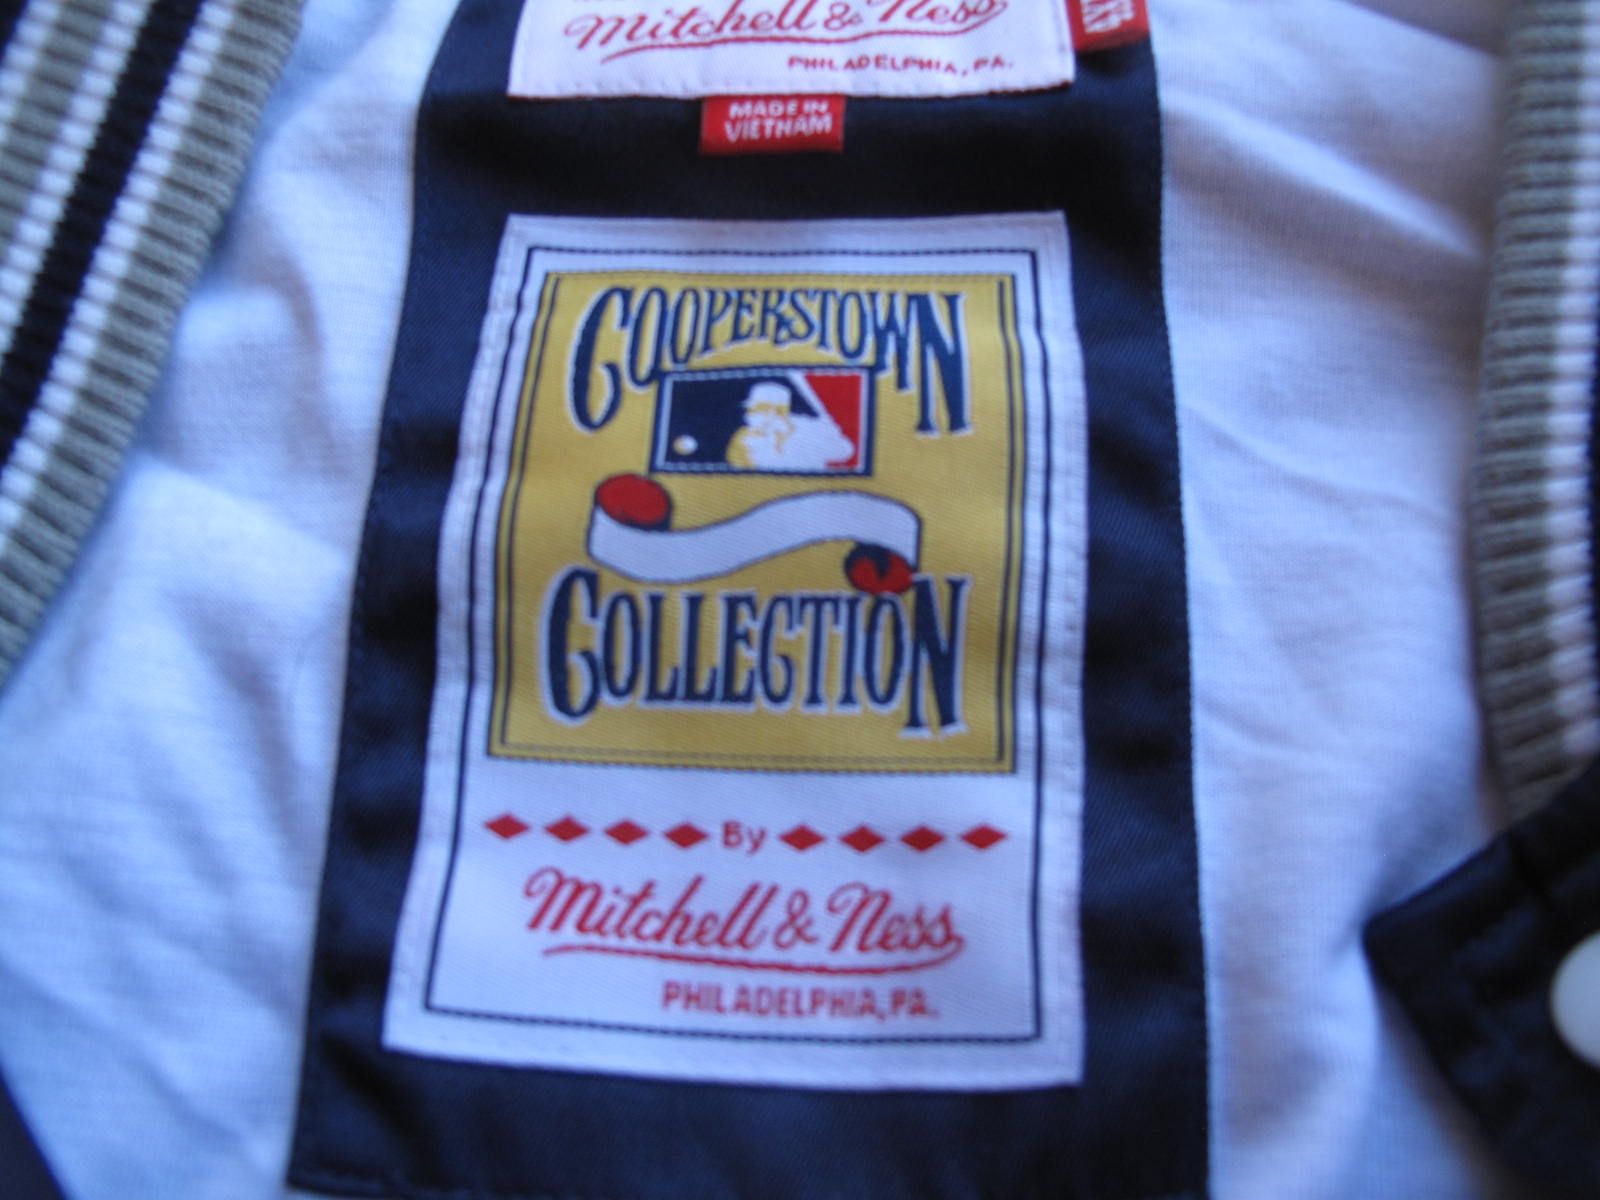 Mitchell & Ness
PHILADELPHIA, PA.
MADE IN
VIETNAM
COOPERSTOWN
COLLECTION
By
Mitchell & Ness
PHILADELPHIA, PA.